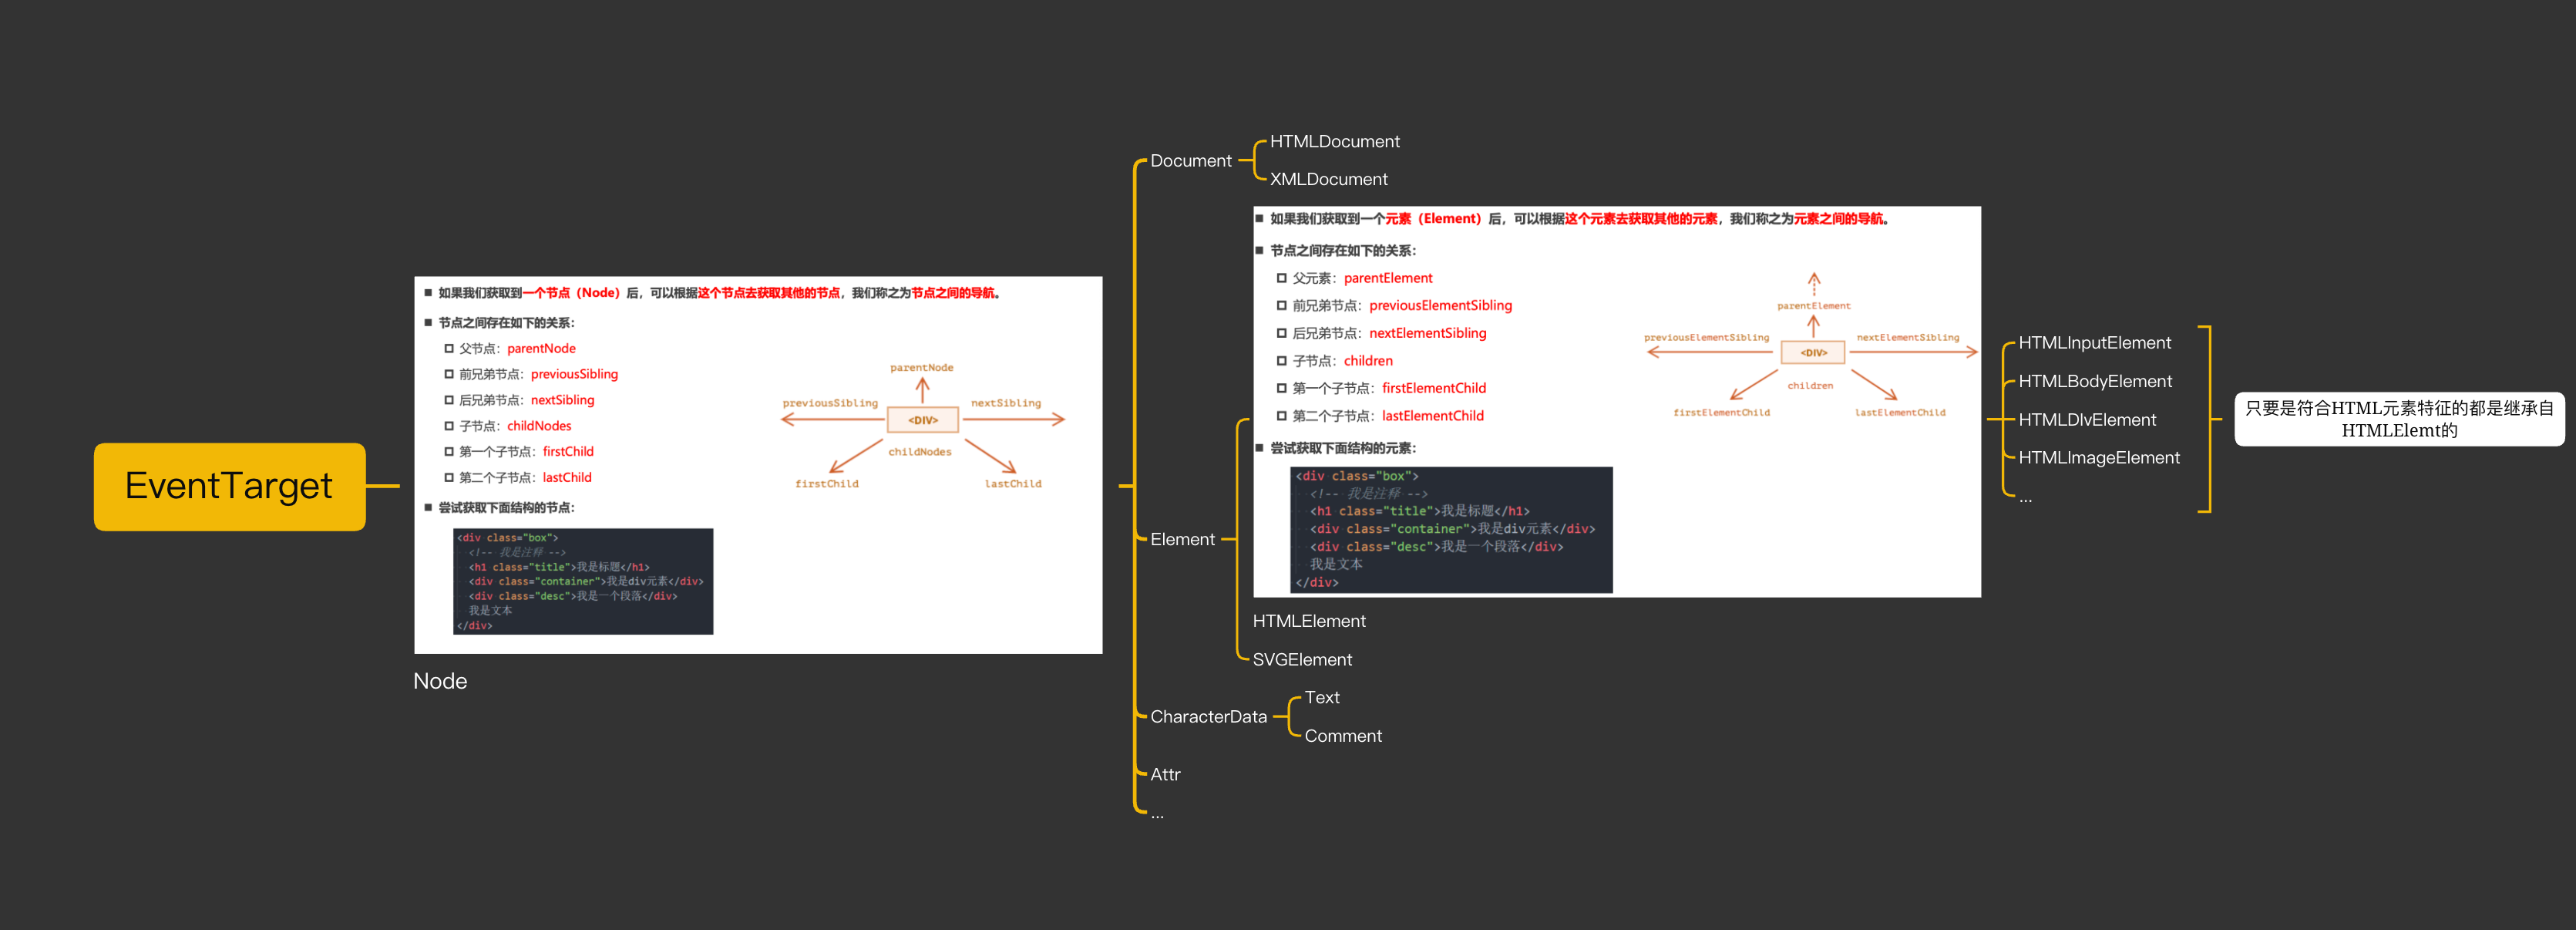 EventTarget
■ 如果我们获取到一个节点（Node）后，可以根据这个节点去获取其他的节点，我们称之为节点之间的导航。
■ 节点之间存在如下的关系：
父节点：parentNode
前兄弟节点：previousSibling
后兄弟节点：nextSibling
子节点：childNodes
第一个子节点：firstChild
第二个子节点：lastChild
■ 尝试获取下面结构的节点：
<div class="box">
<!-- 我是注释 -->
<h1 class="title">我是标题</h1>
<div class="container">我是div元素</div>
<div class="desc">我是一个段落</div>
我是文本
</div>
parentNode
previousSibling
nextSibling
<DIV>
childNodes
firstChild
lastChild
Node
Document
HTMLDocument
XMLDocument
Element
■ 如果我们获取到一个元素（Element）后，可以根据这个元素去获取其他的元素，我们称之为元素之间的导航。
■ 节点之间存在如下的关系：
父元素：parentElement
前兄弟节点：previousElementSibling
后兄弟节点：nextElementSibling
子节点：children
第一个子节点：firstElementChild
第二个子节点：lastElementChild
■ 尝试获取下面结构的元素：
<div class="box">
<!-- 我是注释 -->
<h1 class="title">我是标题</h1>
<div class="container">我是div元素</div>
<div class="desc">我是一个段落</div>
我是文本
</div>
parentElement
previousElementSibling
nextElementSibling
<DIV>
children
firstElementChild
lastElementChild
HTMLElement
HTMLInputElement
HTMLBodyElement
HTMLDIvElement
HTMLImageElement
...
只要是符合HTML元素特征的都是继承自
HTMLElemt的
SVGElement
CharacterData
Text
Comment
Attr
...